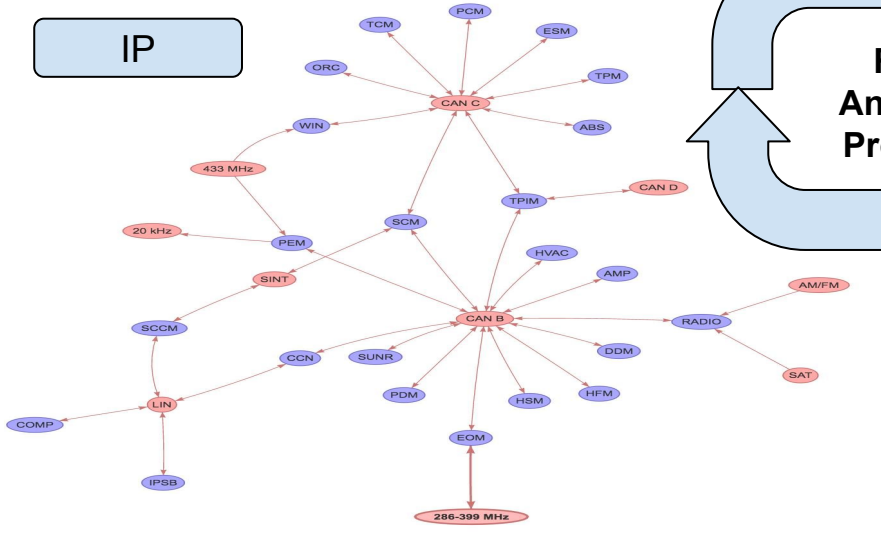 IP
PCM
TCM
ESM
ORC
TPM
CAN C
WIN
ABS
433 MHz
CAN D
TPIM
SCM
20 kHz
PEM
HVAC
SINT
AMP
AM/FM
CAN B
RADIO
SCCM
CCN
SUNR
DDM
SAT
PDM
HSM
HFM
LIN
COMP
EOM
IPSB
286-399 MHz
An
Pr